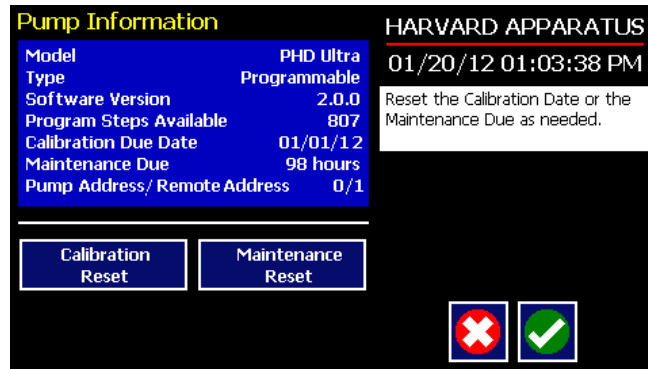 Pump Information
Model PHD Ultra
Type Programmable
Software Version 2.0.0
Program Steps Available 807
Calibration Due Date 01/01/12
Maintenance Due 98 hours
Pump Address/Remote Address 0/1
Calibration
Reset
Maintenance
Reset
HARVARD APPARATUS
01/20/12 01:03:38 PM
Reset the Calibration Date or the
Maintenance Due as needed.